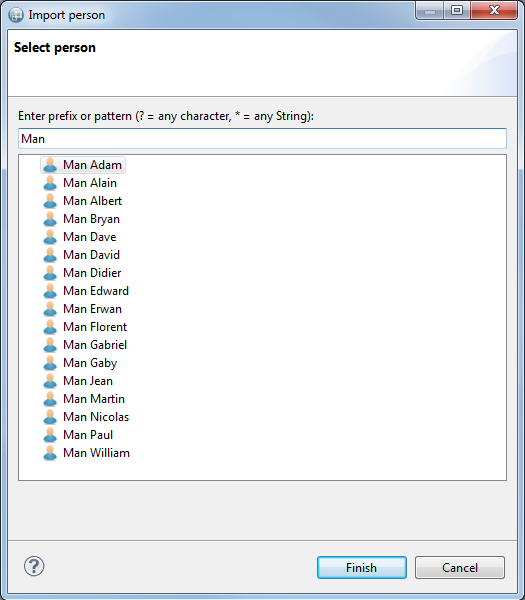 Import person
Select person
Enter prefix or pattern (? = any character, * = any String):
Man
Man Adam
Man Alain
Man Albert
Man Bryan
Man Dave
Man David
Man Didier
Man Edward
Man Erwan
Man Florent
Man Gabriel
Man Gaby
Man Jean
Man Martin
Man Nicolas
Man Paul
Man William
?
Finish
Cancel